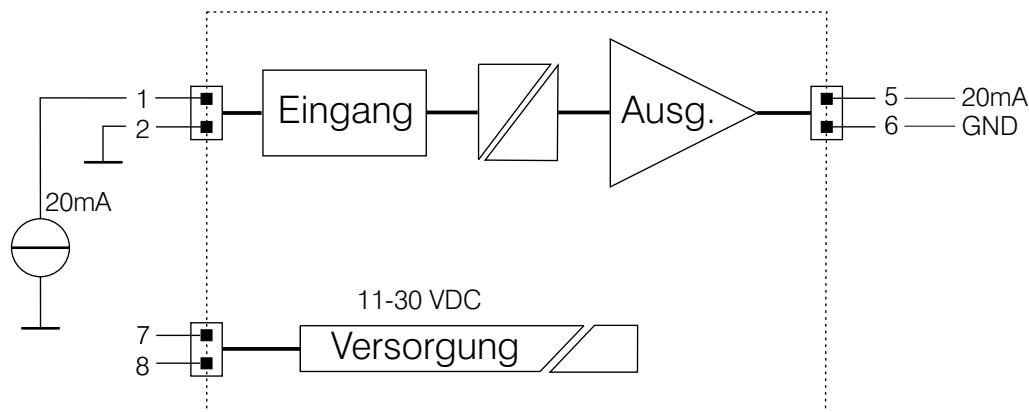 1
2
Eingang
Ausg.
5 20mA
6 GND
20mA
11-30 VDC
7
8
Versorgung